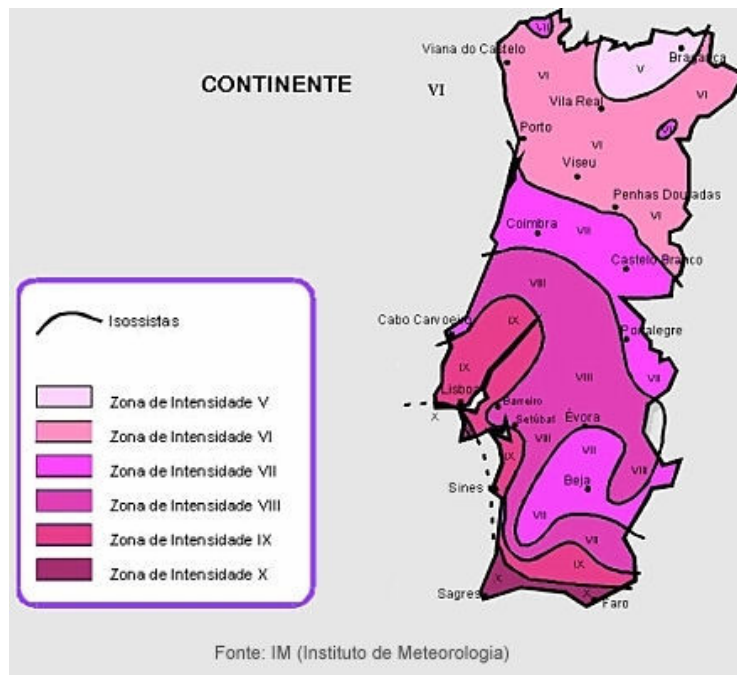 VII
Viana do Castelo
Bragança
CONTINENTE
VI
V
VI
VI
Vila Real
Porto
VII
VI
Viseu
Penhas Douradas
VI
Coimbra
VII
Castelo Branco
VIII
Isossistas
Cabo Carvoeiro
IX
Portalegre
IX
VIII
VII
Lisboa
Zona de Intensidade V
Barreiro
X
Setúbal
Évora
Zona de Intensidade VI
VIII
VII
IX
VIII
Zona de Intensidade VII
Sines
Beja
Zona de Intensidade VIII
VII
Zona de Intensidade IX
VII
IX
Zona de Intensidade X
X
X
Sagres
Faro
Fonte: IM (Instituto de Meteorologia)